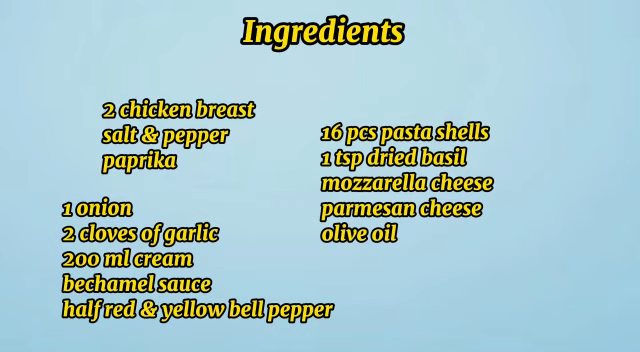 Ingredients
2 chicken breast
salt & pepper
paprika
1 onion
2 cloves of garlic
200 ml cream
bechamel sauce
half red & yellow bell pepper
16 pcs pasta shells
1 tsp dried basil
mozzarella cheese
parmesan cheese
olive oil